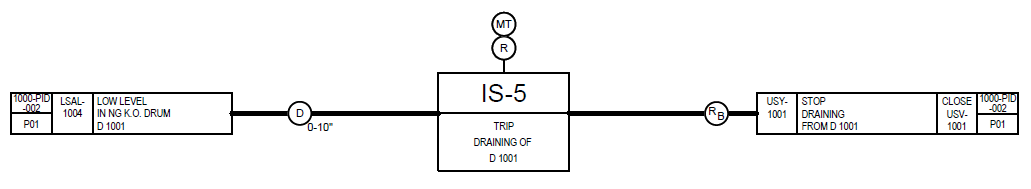 MT
R
1000-PID
-002
P01
LSAL-
1004
LOW LEVEL
IN NG K.O. DRUM
D 1001
D
0-10"
IS-5
TRIP
DRAINING OF
D 1001
R B
USY-
1001
STOP
DRAINING
FROM D 1001
CLOSE
USV-
1001
1000-PID
-002
P01